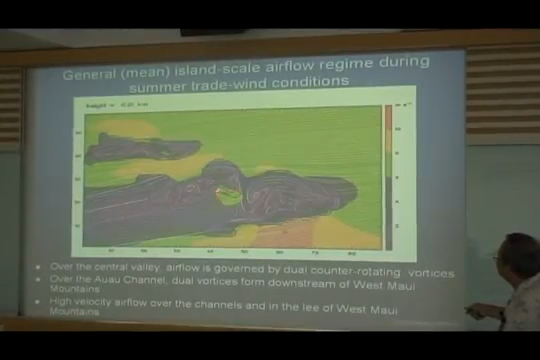 General (mean) island-scale airflow regime during
summer trade-wind conditions
height =
Over the central valley, airflow is governed by dual counter-rotating vortices
Over the Auau Channel, dual vortices form downstream of West Maui
Mountains
High velocity airflow over the channels and in the lee of West Maui
Mountains